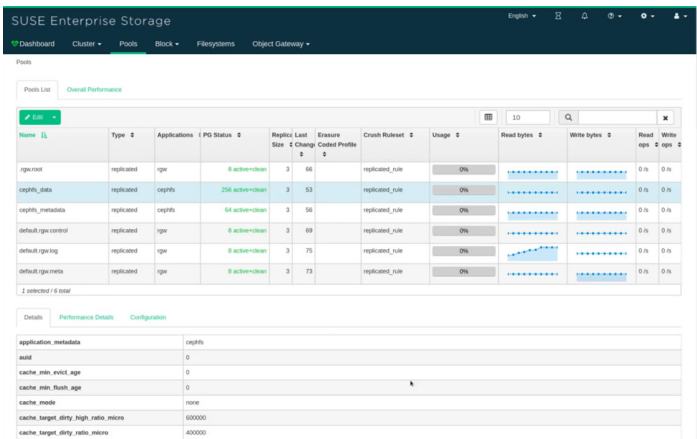 SUSE Enterprise Storage
English
Dashboard Cluster Pools Block Filesystems Object Gateway
Pools
Pools List Overall Performance
Edit 10
Name Type Applications PG Status Replica Size Last Change Erasure Coded Profile Crush Ruleset Usage Read bytes Write bytes Read ops Write ops
.rgw.root replicated rgw 8 active+clean 3 66 replicated_rule 0% 0 /s 0 /s
cephfs_data replicated cephfs 256 active+clean 3 53 replicated_rule 0% 0 /s 0 /s
cephfs_metadata replicated cephfs 64 active+clean 3 56 replicated_rule 0% 0 /s 0 /s
default.rgw.control replicated rgw 8 active+clean 3 69 replicated_rule 0% 0 /s 0 /s
default.rgw.log replicated rgw 8 active+clean 3 75 replicated_rule 0% 0 /s 0 /s
default.rgw.meta replicated rgw 8 active+clean 3 73 replicated_rule 0% 0 /s 0 /s
1 selected / 6 total
Details Performance Details Configuration
application_metadata cephfs
auid 0
cache_min_evict_age 0
cache_min_flush_age 0
cache_mode none
cache_target_dirty_high_ratio_micro 600000
cache_target_dirty_ratio_micro 400000